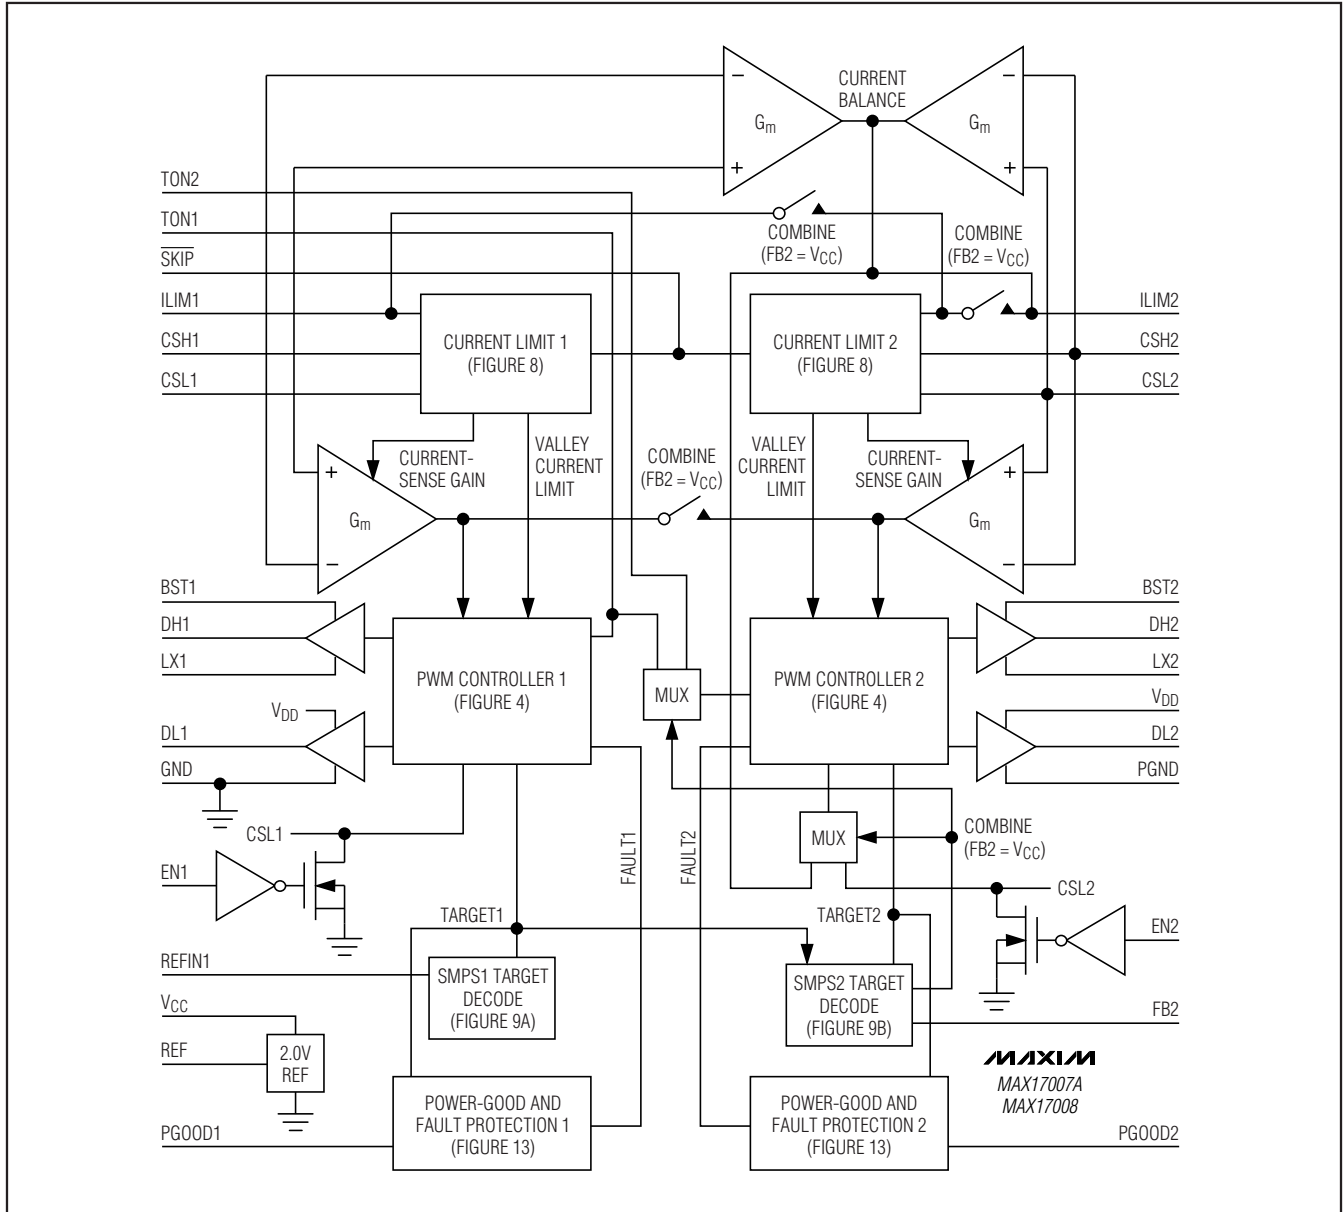 CURRENT
BALANCE
−
−
Gm
Gm
+
+
TON2
TON1
SKIP
ILIM1
CSH1
CSL1
COMBINE
(FB2 = VCC)
COMBINE
(FB2 = VCC)
ILIM2
CSH2
CSL2
CURRENT LIMIT 1
(FIGURE 8)
CURRENT LIMIT 2
(FIGURE 8)
CURRENT-
SENSE GAIN
VALLEY
CURRENT
LIMIT
COMBINE
(FB2 = VCC)
VALLEY
CURRENT
LIMIT
CURRENT-
SENSE GAIN
+
Gm
−
+
Gm
−
BST1
DH1
LX1
VDD
DL1
GND
PWM CONTROLLER 1
(FIGURE 4)
MUX
PWM CONTROLLER 2
(FIGURE 4)
BST2
DH2
LX2
VDD
DL2
PGND
CSL1
EN1
FAULT1
FAULT2
MUX
COMBINE
(FB2 = VCC)
CSL2
EN2
TARGET1
TARGET2
REFIN1
SMPS1 TARGET
DECODE
(FIGURE 9A)
SMPS2 TARGET
DECODE
(FIGURE 9B)
FB2
VCC
REF
2.0V
REF
MAXIM
MAX17007A
MAX17008
PGOOD1
POWER-GOOD AND
FAULT PROTECTION 1
(FIGURE 13)
POWER-GOOD AND
FAULT PROTECTION 2
(FIGURE 13)
PGOOD2